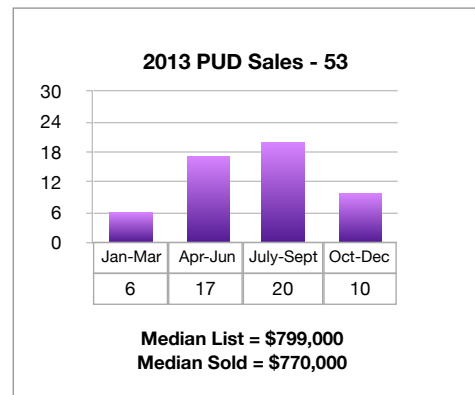 2013 PUD Sales - 53
30
24
18
12
6
0
Jan-Mar Apr-Jun July-Sept Oct-Dec
6 17 20 10
Median List = $799,000
Median Sold = $770,000